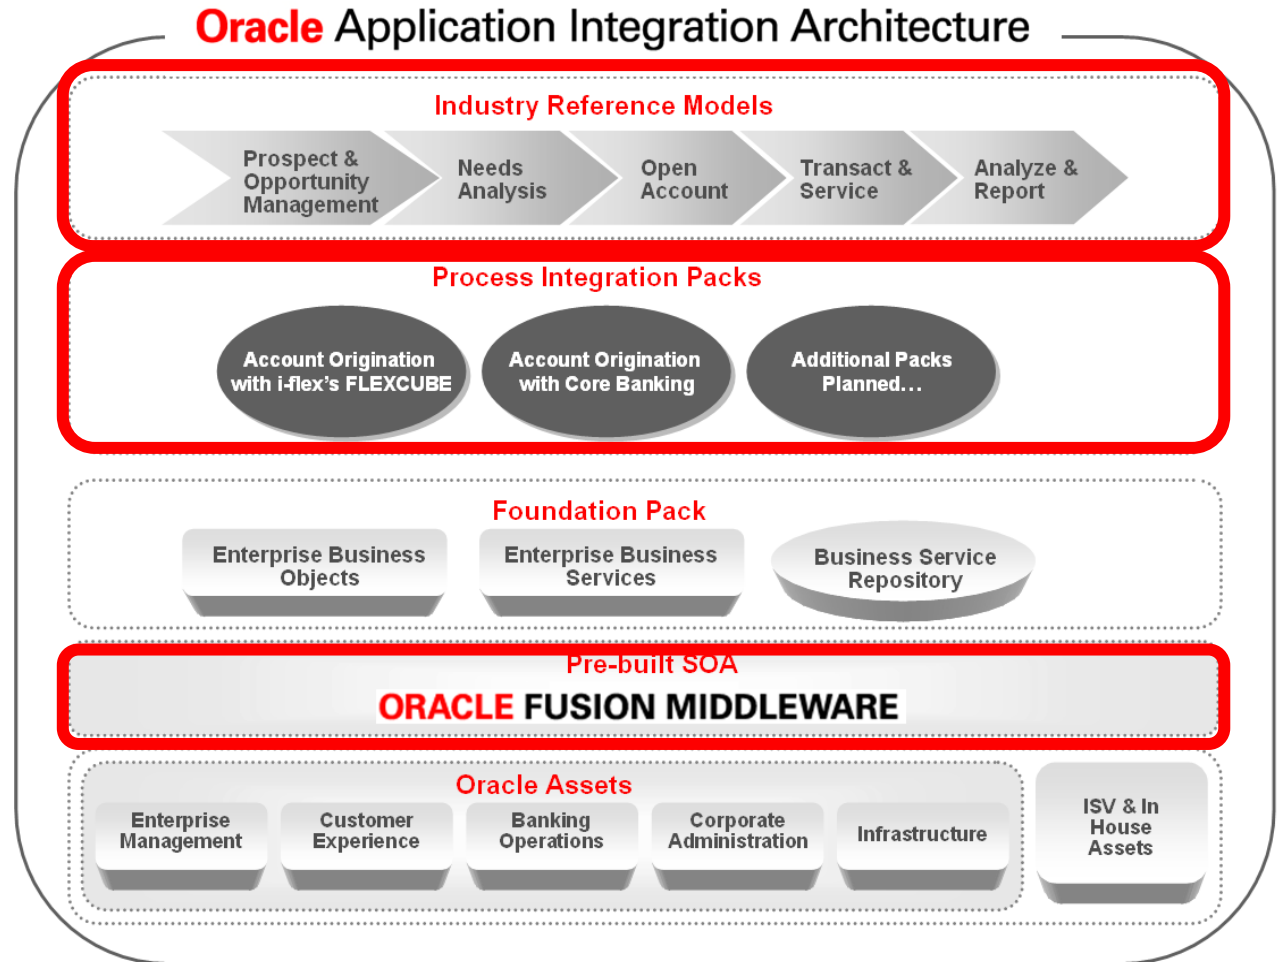 Oracle Application Integration Architecture
Industry Reference Models
Prospect &
Opportunity
Management
Needs
Analysis
Open
Account
Transact &
Service
Analyze &
Report
Process Integration Packs
Account Origination
with i-flex's FLEXCUBE
Account Origination
with Core Banking
Additional Packs
Planned...
Foundation Pack
Enterprise Business
Objects
Enterprise Business
Services
Business Service
Repository
Pre-built SOA
ORACLE FUSION MIDDLEWARE
Oracle Assets
Enterprise
Management
Customer
Experience
Banking
Operations
Corporate
Administration
Infrastructure
ISV & In
House
Assets